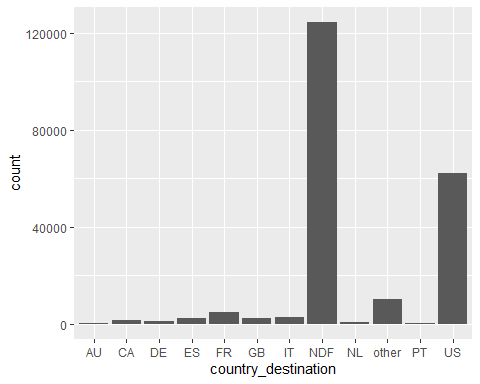 120000
80000
40000
0
count
AU CA DE ES FR GB IT NDF NL other PT US
country_destination